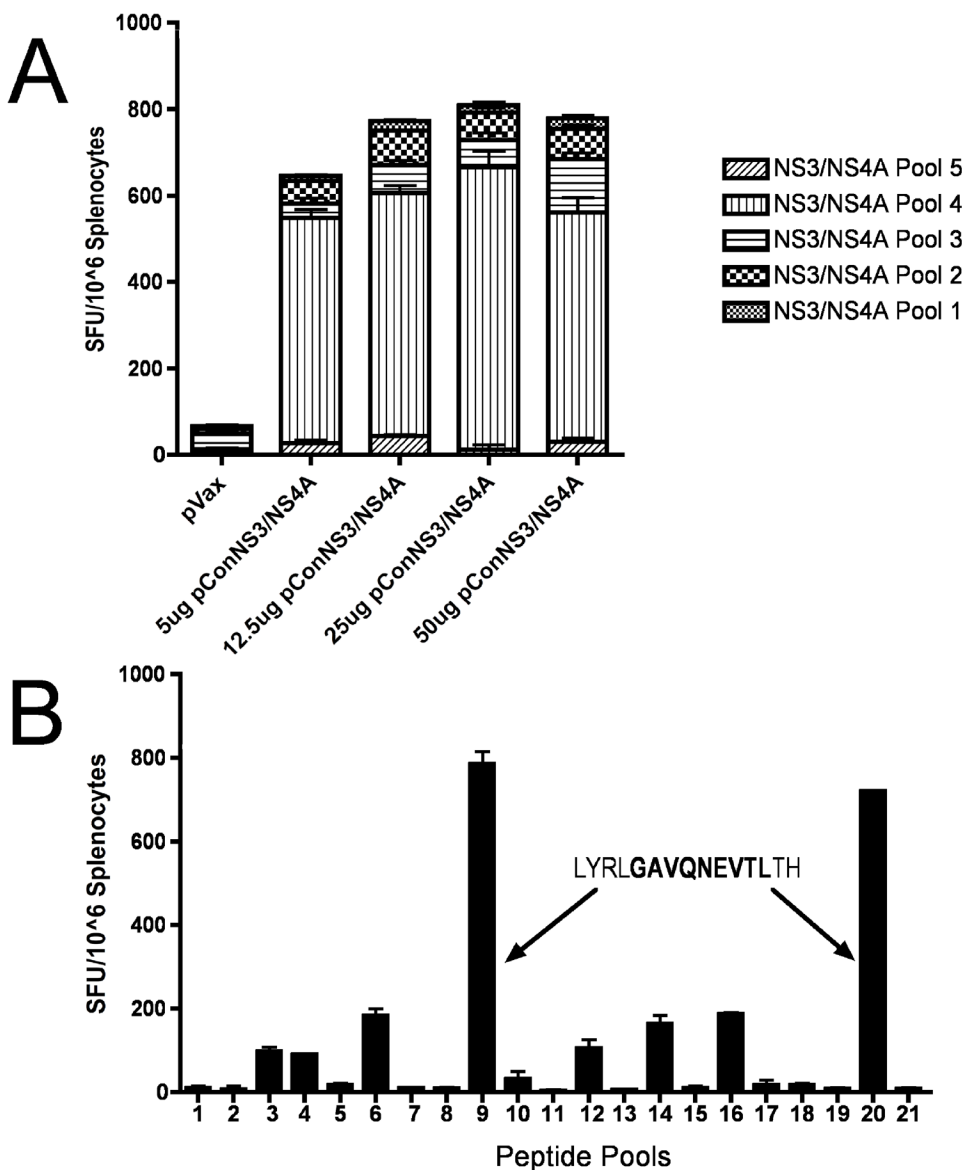 A
1000
800
600
400
200
0
SFU/10^6 Splenocytes
pVax
5ug pConNS3/NS4A
12.5ug pConNS3/NS4A
25ug pConNS3/NS4A
50ug pConNS3/NS4A
NS3/NS4A Pool 5
NS3/NS4A Pool 4
NS3/NS4A Pool 3
NS3/NS4A Pool 2
NS3/NS4A Pool 1
B
1000
800
600
400
200
0
SFU/10^6 Splenocytes
LYRLGAVQNEVTLTH
1 2 3 4 5 6 7 8 9 10 11 12 13 14 15 16 17 18 19 20 21
Peptide Pools